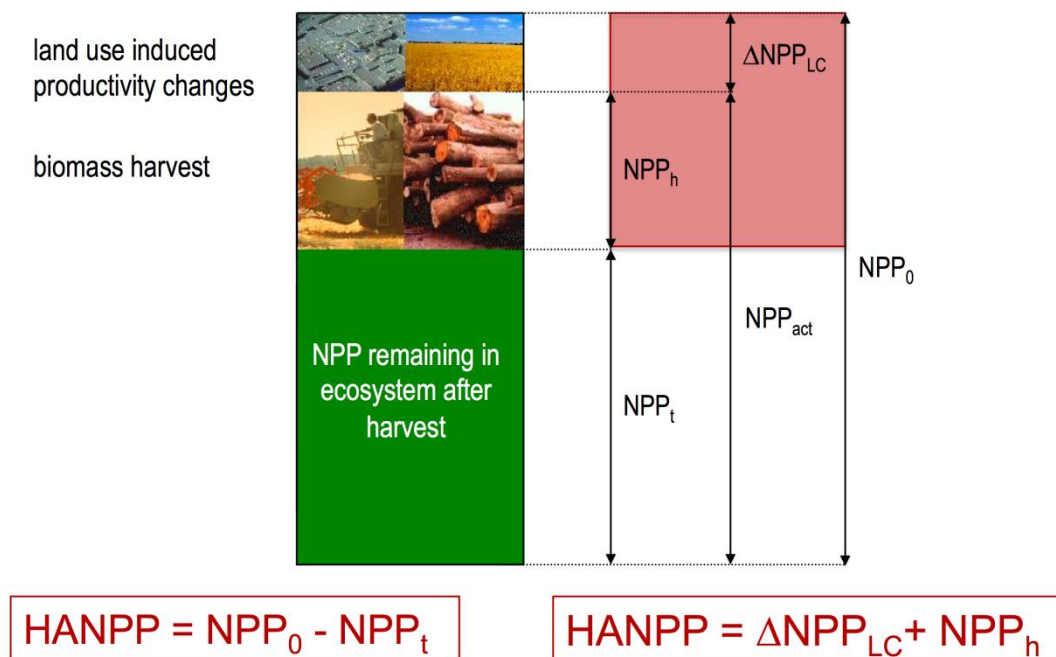 land use induced
productivity changes
biomass harvest
NPP remaining in
ecosystem after
harvest
ΔNPP_LC
NPP_h
NPP_0
NPP_act
NPP_t
HANPP = NPP_0 - NPP_t
HANPP = ΔNPP_LC+ NPP_h